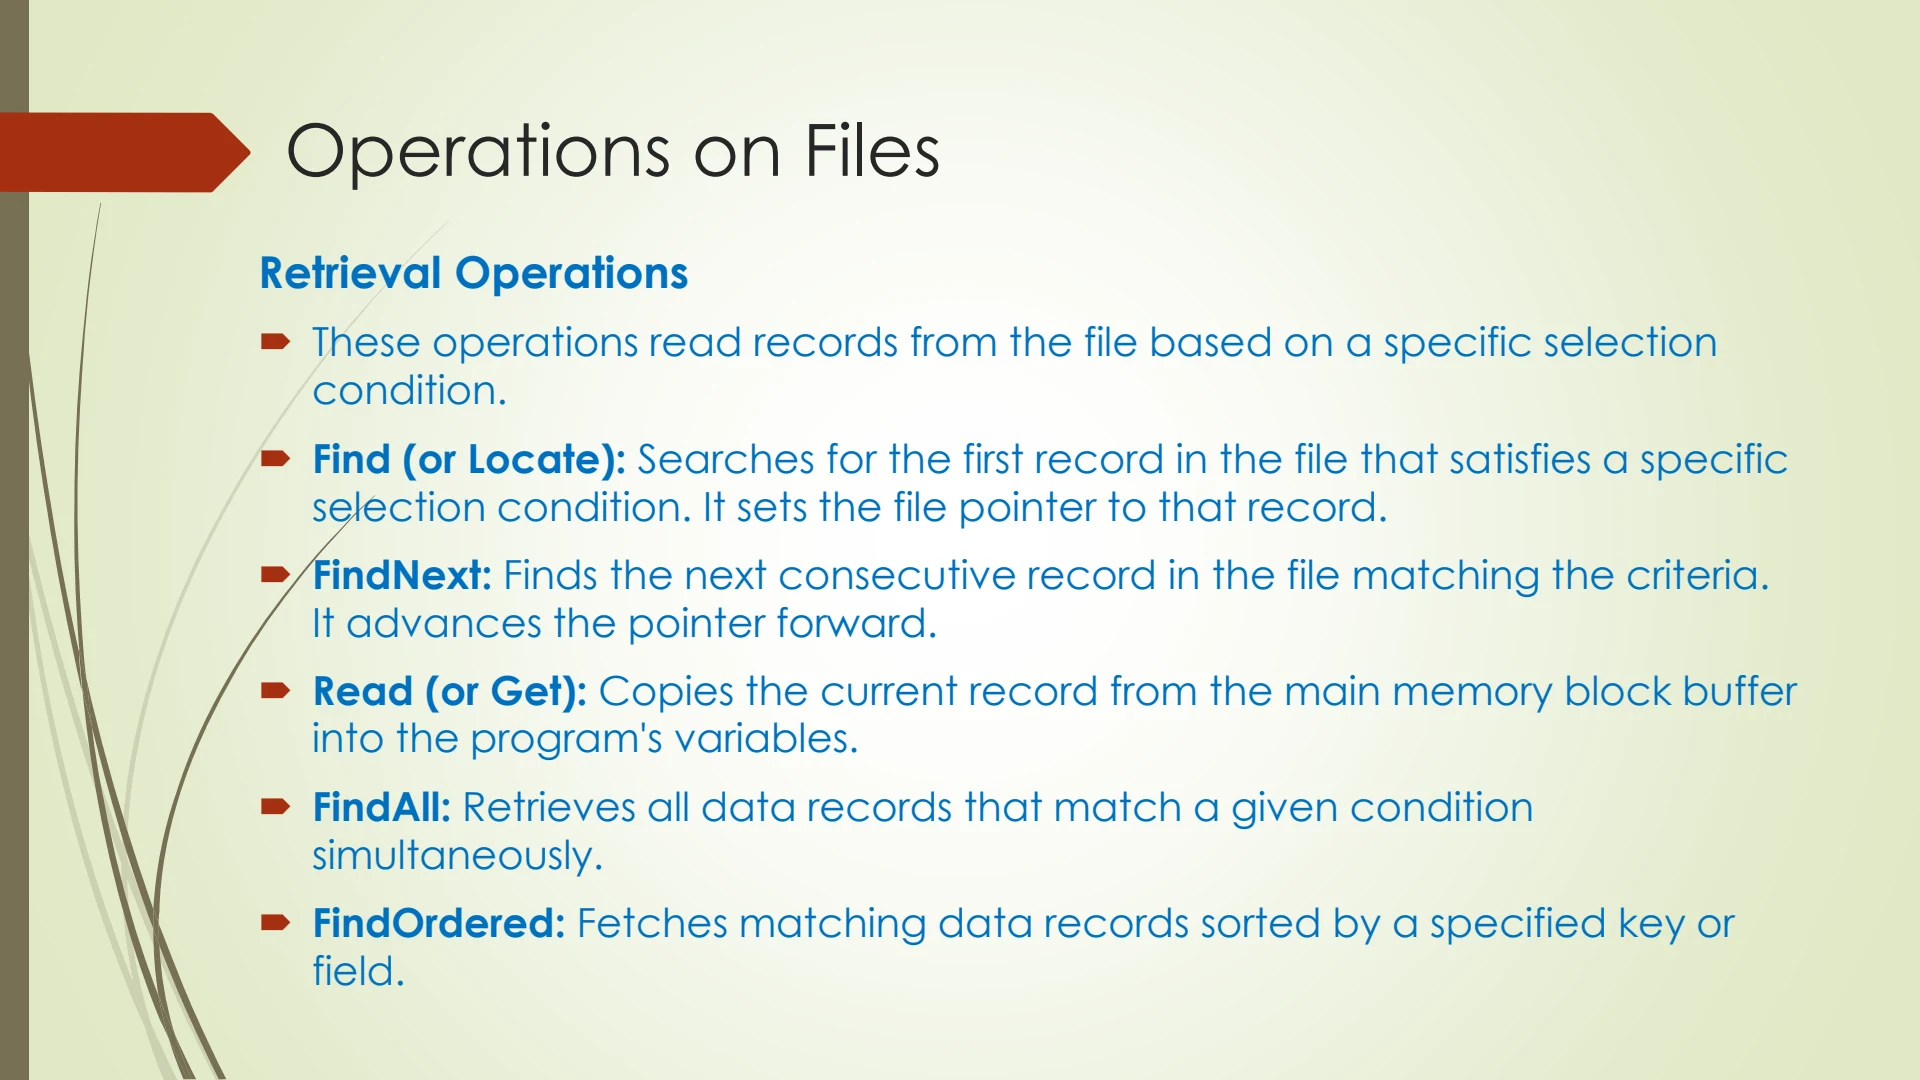 Operations on Files
Retrieval Operations
These operations read records from the file based on a specific selection
condition.
Find (or Locate): Searches for the first record in the file that satisfies a specific
selection condition. It sets the file pointer to that record.
FindNext: Finds the next consecutive record in the file matching the criteria.
It advances the pointer forward.
Read (or Get): Copies the current record from the main memory block buffer
into the program's variables.
FindAll: Retrieves all data records that match a given condition
simultaneously.
FindOrdered: Fetches matching data records sorted by a specified key or
field.